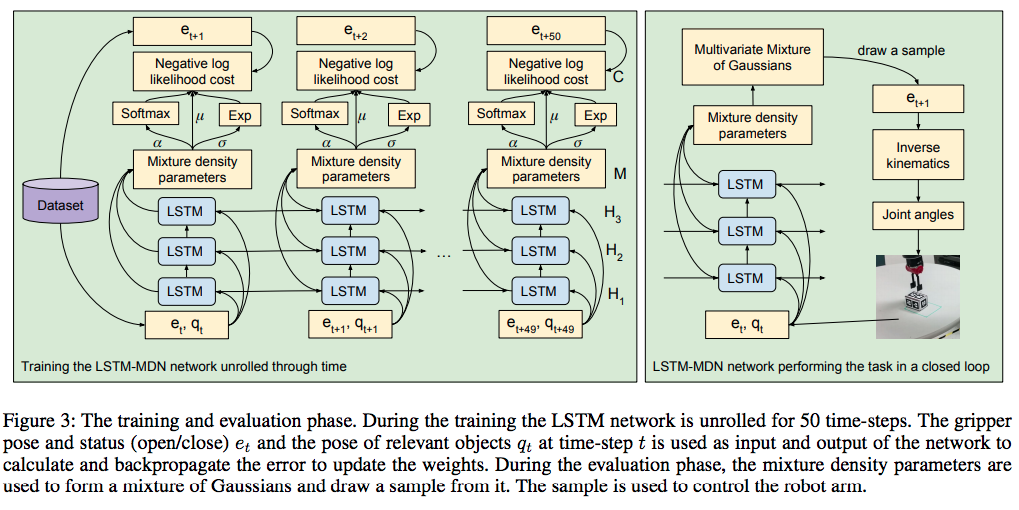 e_{t+1}
e_{t+2}
e_{t+50}
Negative log
likelihood cost
Negative log
likelihood cost
Negative log
likelihood cost
C
Softmax
μ
Exp
Softmax
μ
Exp
Softmax
μ
Exp
α
σ
α
σ
α
σ
Mixture density
parameters
Mixture density
parameters
Mixture density
parameters
M
Dataset
LSTM
LSTM
LSTM
H_3
LSTM
LSTM
...
LSTM
H_2
LSTM
LSTM
LSTM
H_1
e_t, q_t
e_{t+1}, q_{t+1}
e_{t+49}, q_{t+49}
Training the LSTM-MDN network unrolled through time
Multivariate Mixture
of Gaussians
draw a sample
e_{t+1}
Mixture density
parameters
Inverse
kinematics
LSTM
Joint angles
LSTM
LSTM
e_t, q_t
LSTM-MDN network performing the task in a closed loop
Figure 3: The training and evaluation phase. During the training the LSTM network is unrolled for 50 time-steps. The gripper
pose and status (open/close) e_t and the pose of relevant objects q_t at time-step t is used as input and output of the network to
calculate and backpropagate the error to update the weights. During the evaluation phase, the mixture density parameters are
used to form a mixture of Gaussians and draw a sample from it. The sample is used to control the robot arm.